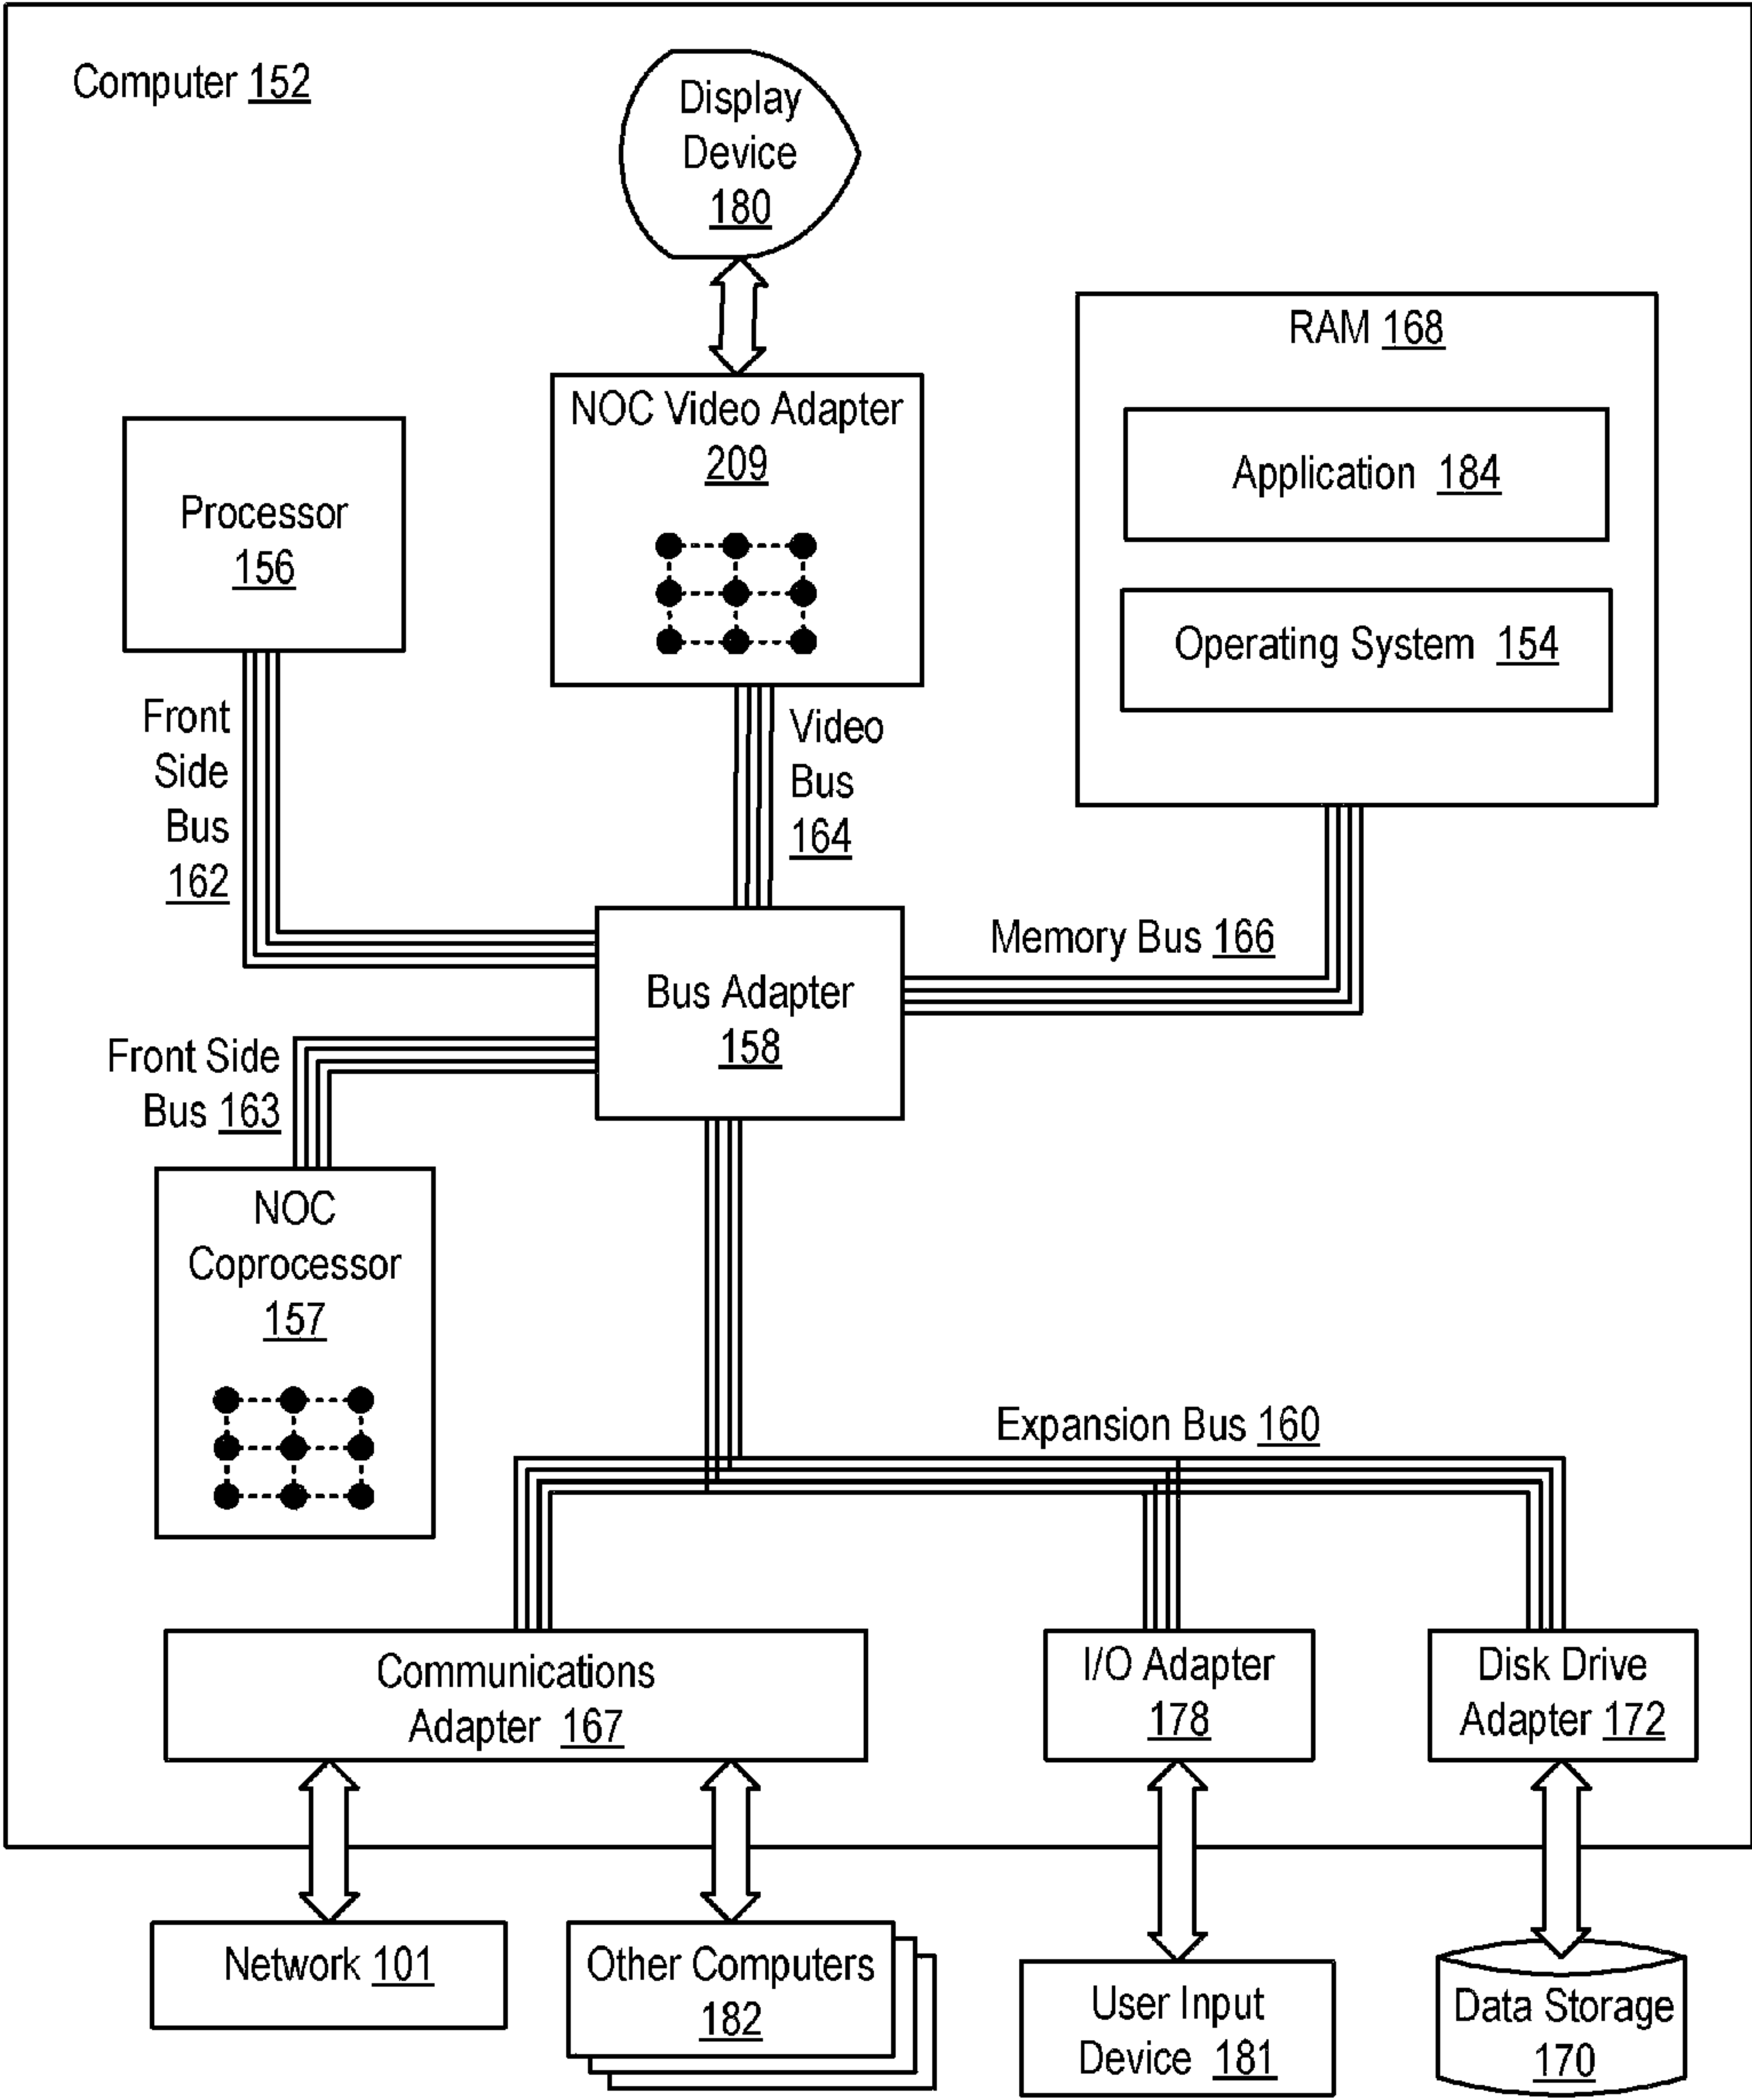 Computer 152
Display
Device
180
NOC Video Adapter
209
RAM 168
Application 184
Operating System 154
Processor
156
Front
Side
Bus
162
Video
Bus
164
Memory Bus 166
Bus Adapter
158
Front Side
Bus 163
NOC
Coprocessor
157
Expansion Bus 160
Communications
Adapter 167
I/O Adapter
178
Disk Drive
Adapter 172
Network 101
Other Computers
182
User Input
Device 181
Data Storage
170